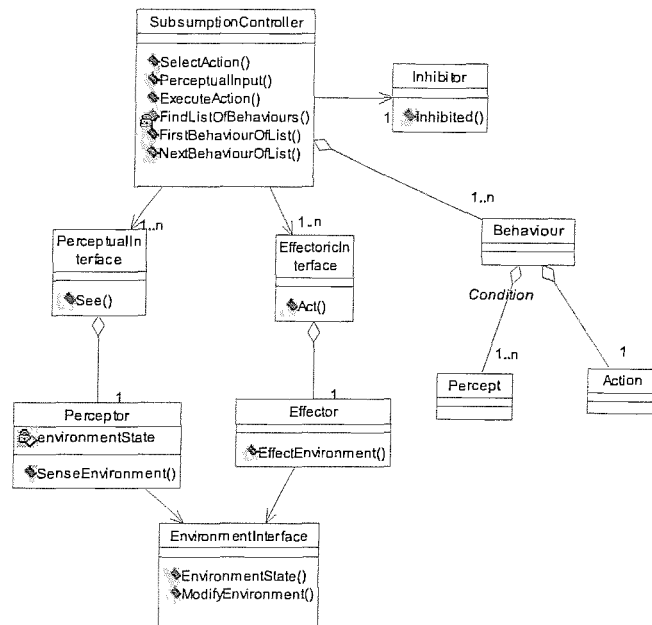 SubsumptionController
SelectAction()
PerceptualInput()
ExecuteAction()
FindListOfBehaviours()
FirstBehaviourOfList()
NextBehaviourOfList()
Inhibitor
1
Inhibited()
1..n
PerceptualIn
terface
See()
1..n
EffectoricIn
terface
Act()
1..n
Behaviour
Condition
1..n
Percept
1
Action
1
Perceptor
environmentState
SenseEnvironment()
1
Effector
EffectEnvironment()
EnvironmentInterface
EnvironmentState()
ModifyEnvironment()